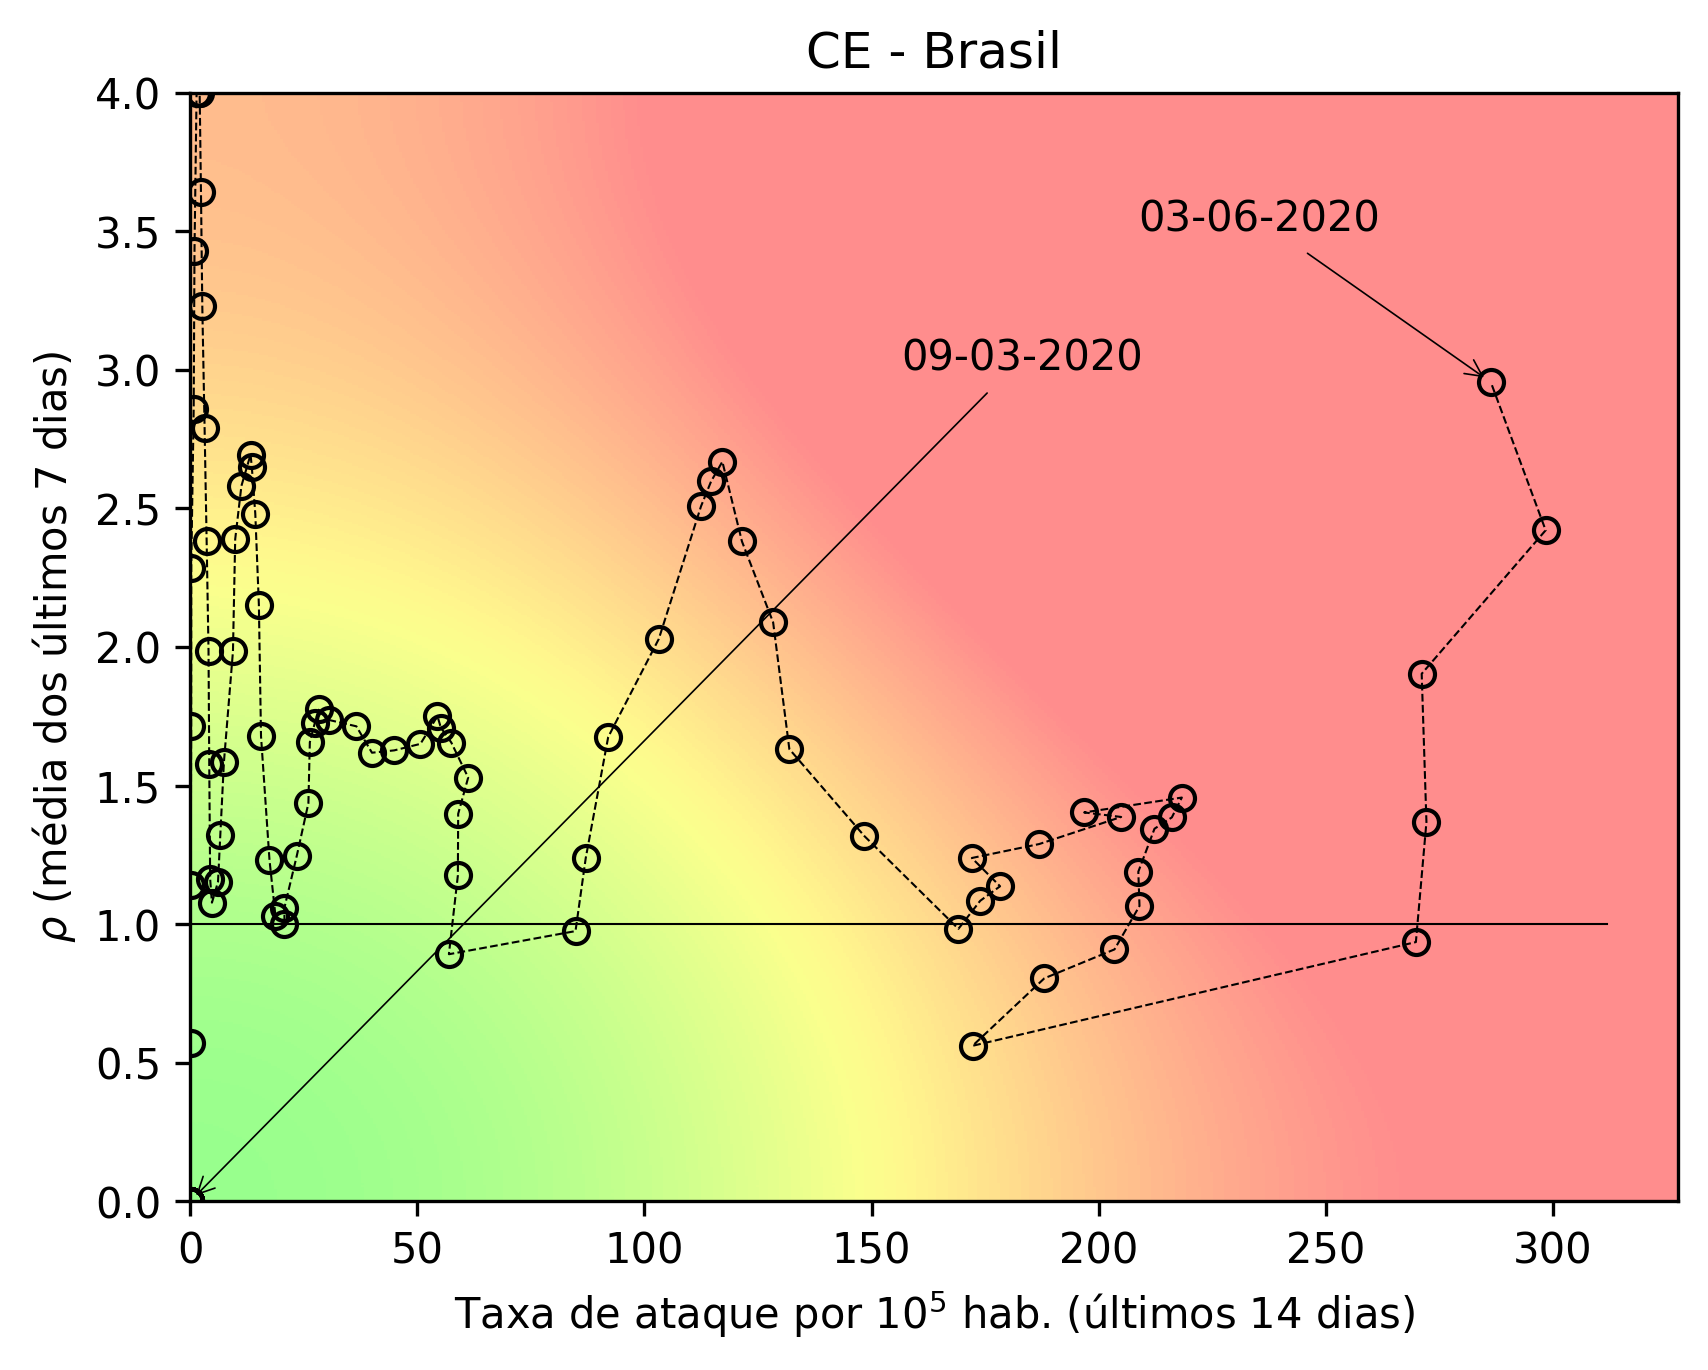 CE - Brasil
4.0
3.5
3.0
2.5
2.0
1.5
1.0
0.5
0.0
ρ (média dos últimos 7 dias)
03-06-2020
09-03-2020
0 50 100 150 200 250 300
Taxa de ataque por 10⁵ hab. (últimos 14 dias)